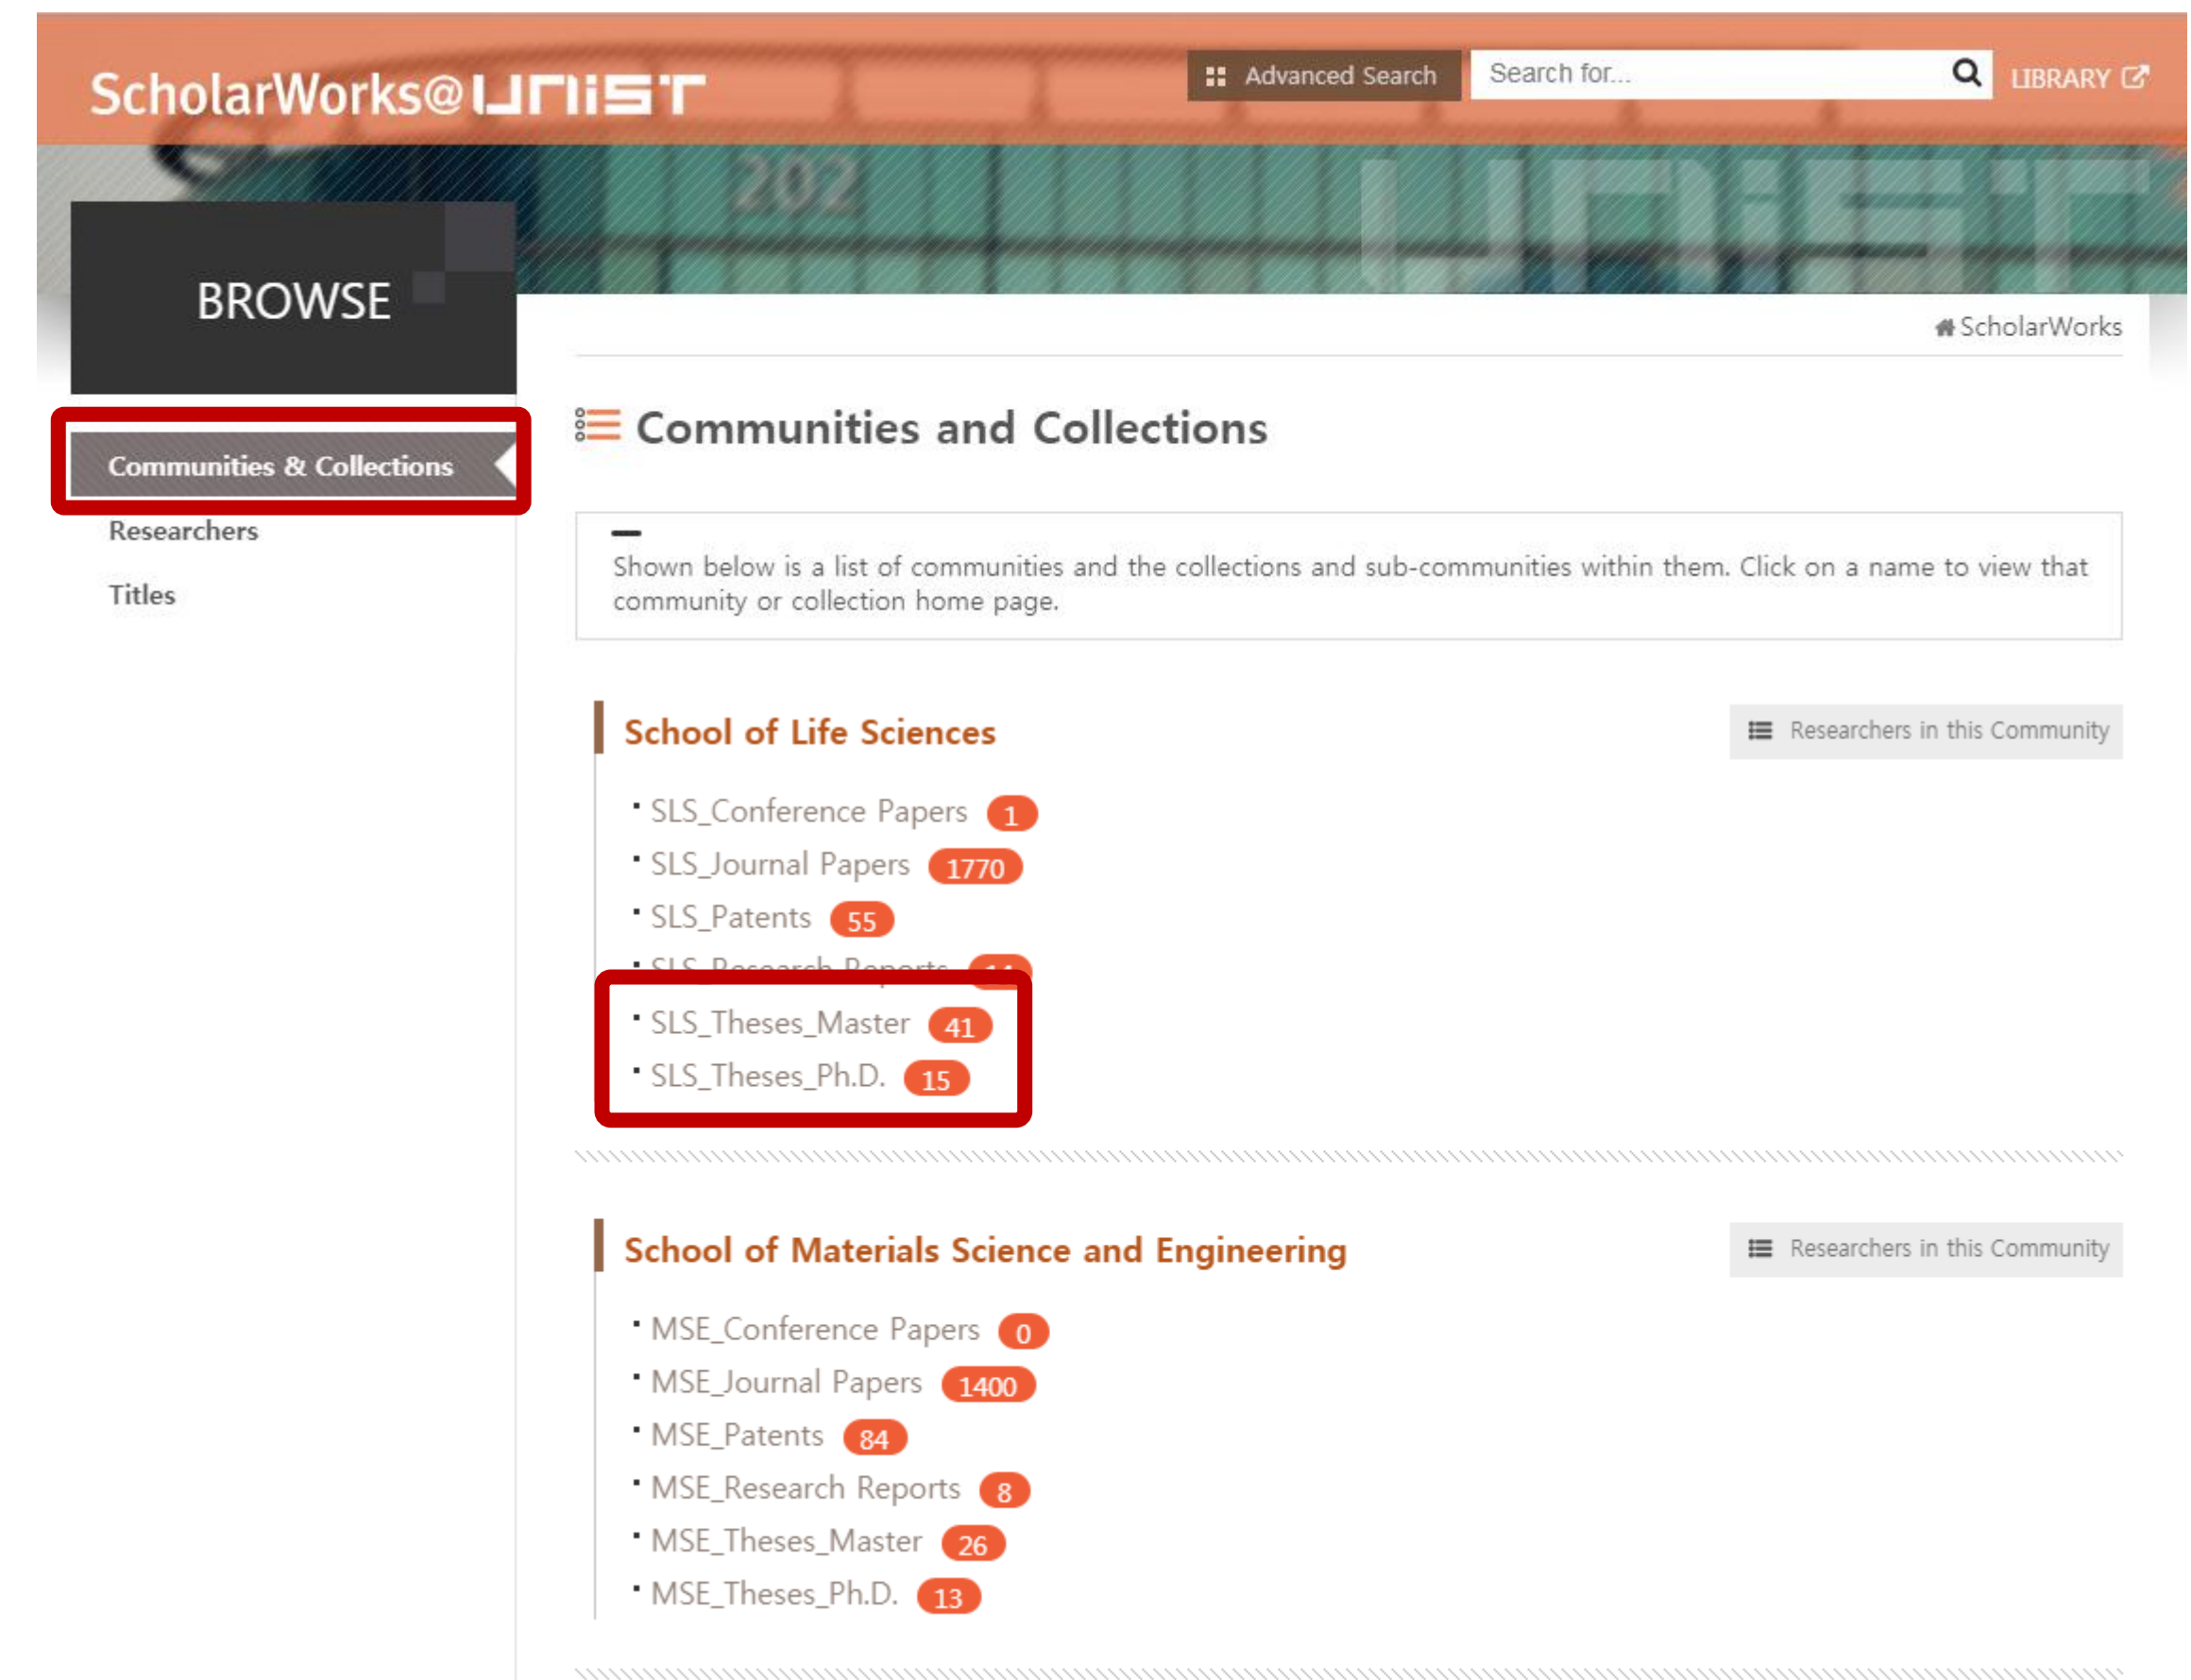 ScholarWorks@UNIST
Advanced Search
Search for...
LIBRARY
202
UNIST
BROWSE
ScholarWorks
Communities & Collections
Researchers
Titles
Communities and Collections
Shown below is a list of communities and the collections and sub-communities within them. Click on a name to view that
community or collection home page.
School of Life Sciences
Researchers in this Community
SLS_Conference Papers 1
SLS_Journal Papers 1770
SLS_Patents 55
SLS_Research Reports
SLS_Theses_Master 41
SLS_Theses_Ph.D. 15
School of Materials Science and Engineering
Researchers in this Community
MSE_Conference Papers 0
MSE_Journal Papers 1400
MSE_Patents 84
MSE_Research Reports 8
MSE_Theses_Master 26
MSE_Theses_Ph.D. 13